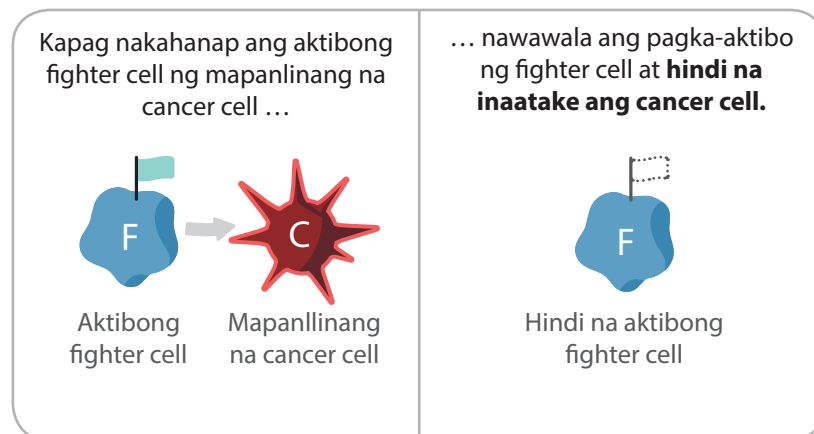 Kapag nakahanap ang aktibong
fighter cell ng mapanlinang na
cancer cell …
F
C
Aktibong
fighter cell
Mapanllinang
na cancer cell
… nawawala ang pagka-aktibo
ng fighter cell at hindi na
inaatake ang cancer cell.
F
Hindi na aktibong
fighter cell